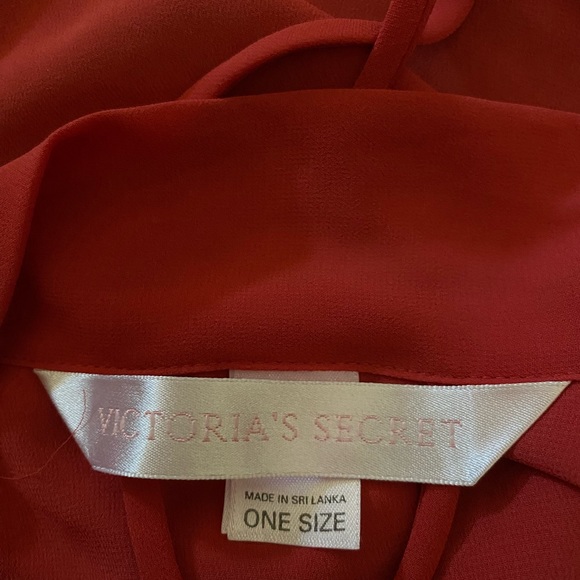 VICTORIA'S SECRET
MADE IN SRI LANKA
ONE SIZE